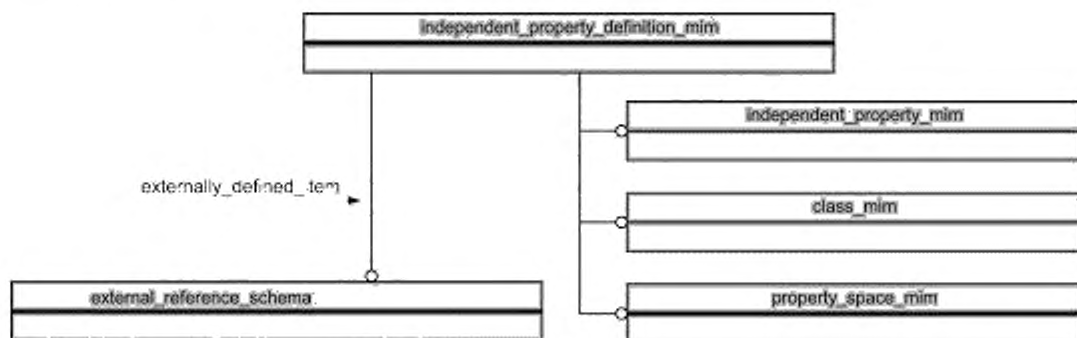 independent_property_definition_mim
independent_property_mim
externally_defined_item
class_mim
external_reference_schema
property_space_mim